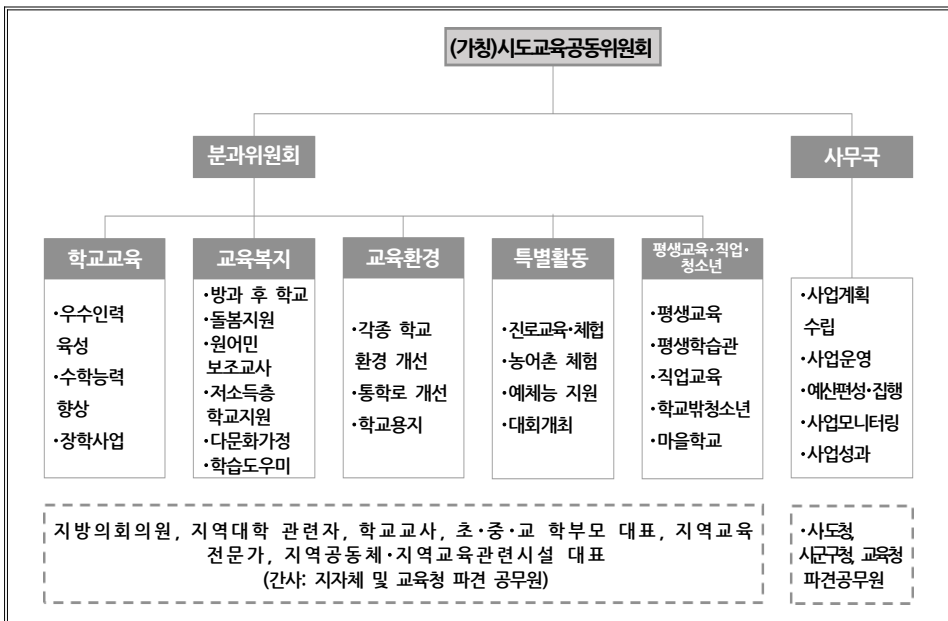 (가칭)시도교육공동위원회
분과위원회
사무국
학교교육
·우수인력
육성
·수학능력
향상
·장학사업
교육복지
·방과 후 학교
·돌봄지원
·원어민
보조교사
·저소득층
학교지원
·다문화가정
·학습도우미
교육환경
·각종 학교
환경 개선
·통학로 개선
·학교용지
특별활동
·진로교육·체험
·농어촌 체험
·예체능 지원
·대회개최
평생교육·직업·
청소년
·평생교육
·평생학습관
·직업교육
·학교밖청소년
·마을학교
·사업계획
수립
·사업운영
·예산편성·집행
·사업모니터링
·사업성과
지방의회의원, 지역대학 관련자, 학교교사, 초·중·교 학부모 대표, 지역교육
전문가, 지역공동체·지역교육관련시설 대표
(간사: 지자체 및 교육청 파견 공무원)
·시도청,
시군구청, 교육청
파견공무원